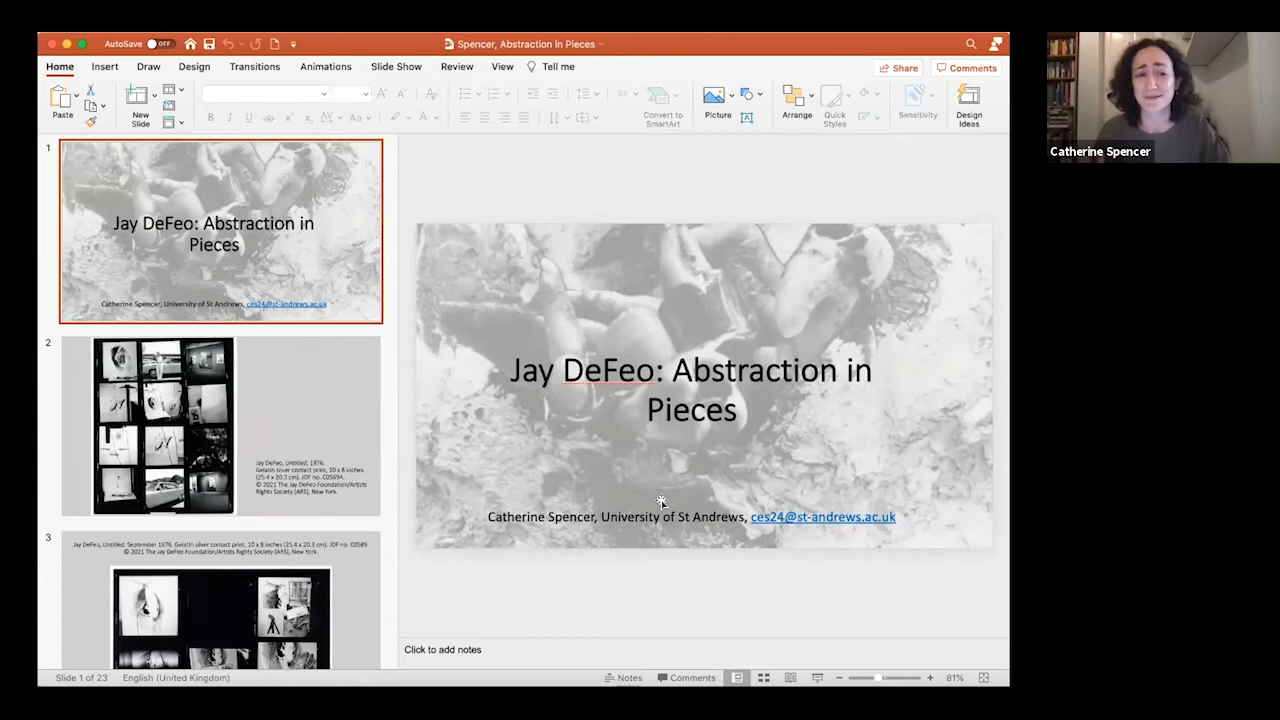 AutoSave
OFF
Spencer, Abstraction in Pieces
Home
Insert
Draw
Design
Transitions
Animations
Slide Show
Review
View
Tell me
Share
Comments
Paste
New
Slide
Convert to
SmartArt
Picture
Arrange
Quick
Styles
Sensitivity
Design
Ideas
Catherine Spencer
1
Jay DeFeo: Abstraction in
Pieces
Catherine Spencer, University of St Andrews, ces24@st-andrews.ac.uk
2
Jay DeFeo, Untitled, 1976.
Gelatin silver contact print, 10 x 8 inches
(25.4 x 20.3 cm). JDF no. C0569A.
© 2021 The Jay DeFeo Foundation/Artists
Rights Society (ARS), New York.
3
Jay DeFeo, Untitled, September 1976. Gelatin silver contact print, 10 x 8 inches (25.4 x 20.3 cm). JDF no. C0589.
© 2021 The Jay DeFeo Foundation/Artists Rights Society (ARS), New York.
Jay DeFeo: Abstraction in
Pieces
Catherine Spencer, University of St Andrews, ces24@st-andrews.ac.uk
Click to add notes
Slide 1 of 23
English (United Kingdom)
Notes
Comments
81%